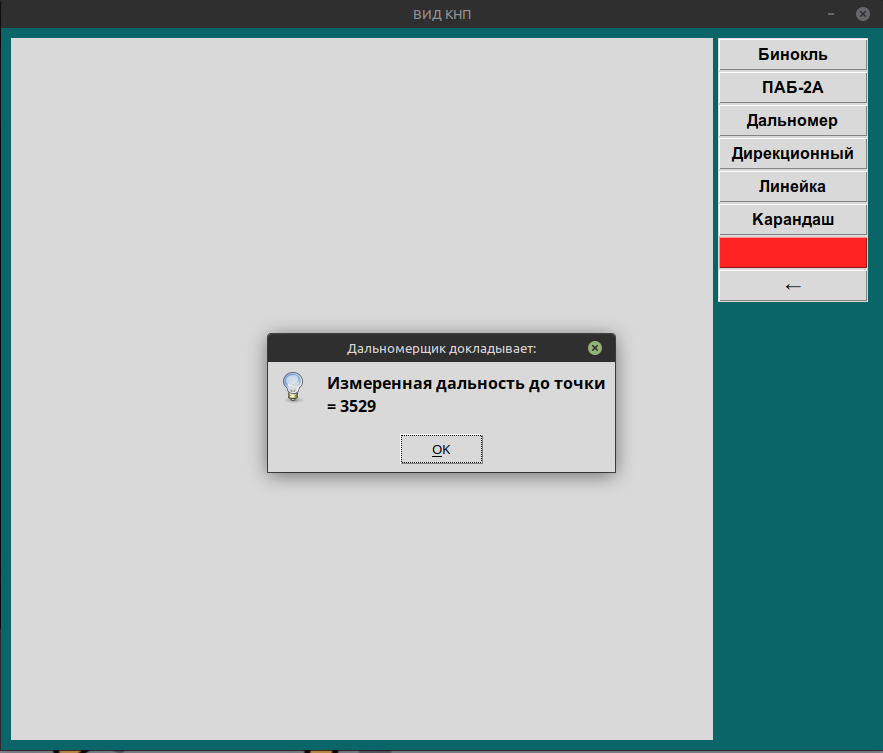 ВИД КНП
Бинокль
ПАБ-2А
Дальномер
Дирекционный
Линейка
Карандаш
←
Дальномерщик докладывает:
Измеренная дальность до точки
= 3529
OK